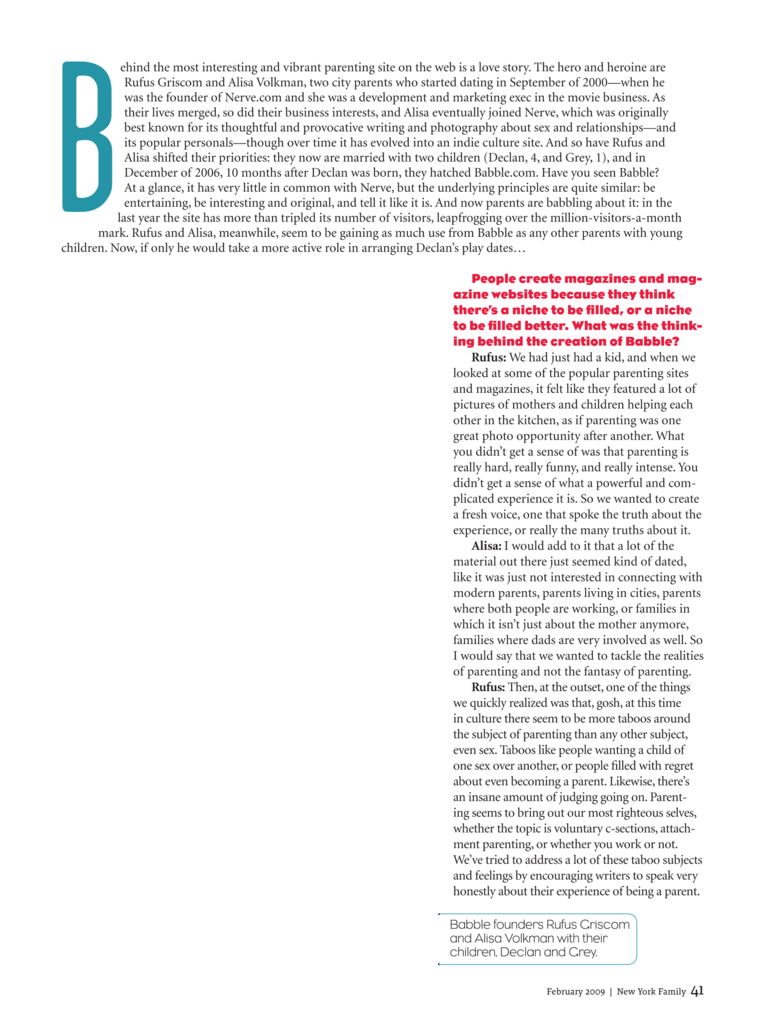 Behind the most interesting and vibrant parenting site on the web is a love story. The hero and heroine are
Rufus Griscom and Alisa Volkman, two city parents who started dating in September of 2000—when he
was the founder of Nerve.com and she was a development and marketing exec in the movie business. As
their lives merged, so did their business interests, and Alisa eventually joined Nerve, which was originally
best known for its thoughtful and provocative writing and photography about sex and relationships—and
its popular personals—though over time it has evolved into an indie culture site. And so have Rufus and
Alisa shifted their priorities: they now are married with two children (Declan, 4, and Grey, 1), and in
December of 2006, 10 months after Declan was born, they hatched Babble.com. Have you seen Babble?
At a glance, it has very little in common with Nerve, but the underlying principles are quite similar: be
entertaining, be interesting and original, and tell it like it is. And now parents are babbling about it: in the
last year the site has more than tripled its number of visitors, leapfrogging over the million-visitors-a-month
mark. Rufus and Alisa, meanwhile, seem to be gaining as much use from Babble as any other parents with young
children. Now, if only he would take a more active role in arranging Declan's play dates…
People create magazines and mag-
azine websites because they think
there's a niche to be filled, or a niche
to be filled better. What was the think-
ing behind the creation of Babble?
Rufus: We had just had a kid, and when we
looked at some of the popular parenting sites
and magazines, it felt like they featured a lot of
pictures of mothers and children helping each
other in the kitchen, as if parenting was one
great photo opportunity after another. What
you didn't get a sense of was that parenting is
really hard, really funny, and really intense. You
didn't get a sense of what a powerful and com-
plicated experience it is. So we wanted to create
a fresh voice, one that spoke the truth about the
experience, or really the many truths about it.
Alisa: I would add to it that a lot of the
material out there just seemed kind of dated,
like it was just not interested in connecting with
modern parents, parents living in cities, parents
where both people are working, or families in
which it isn't just about the mother anymore,
families where dads are very involved as well. So
I would say that we wanted to tackle the realities
of parenting and not the fantasy of parenting.
Rufus: Then, at the outset, one of the things
we quickly realized was that, gosh, at this time
in culture there seem to be more taboos around
the subject of parenting than any other subject,
even sex. Taboos like people wanting a child of
one sex over another, or people filled with regret
about even becoming a parent. Likewise, there's
an insane amount of judging going on. Parent-
ing seems to bring out our most righteous selves,
whether the topic is voluntary c-sections, attach-
ment parenting, or whether you work or not.
We've tried to address a lot of these taboo subjects
and feelings by encouraging writers to speak very
honestly about their experience of being a parent.
Babble founders Rufus Griscom
and Alisa Volkman with their
children, Declan and Grey.
February 2009 | New York Family 41